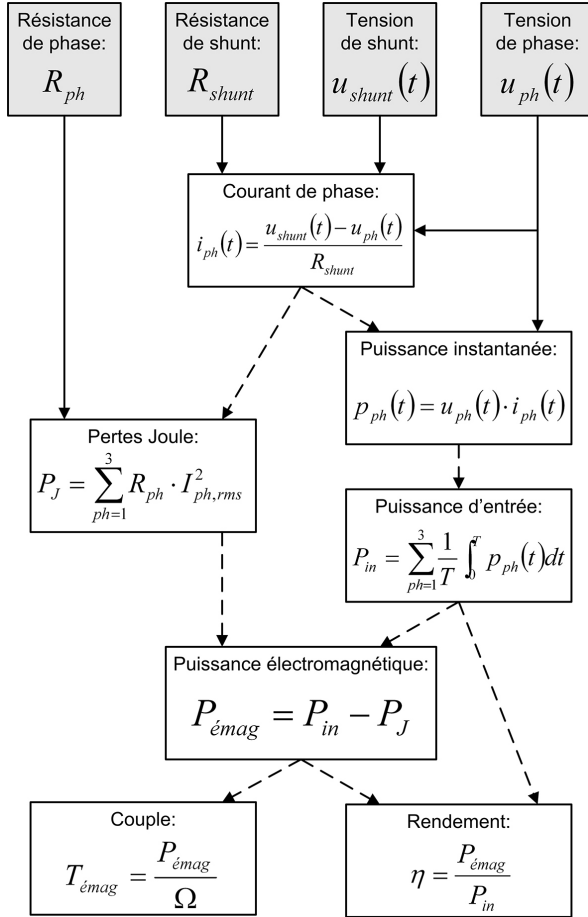 Résistance
de phase:
R_ph
Résistance
de shunt:
R_shunt
Tension
de shunt:
u_shunt(t)
Tension
de phase:
u_ph(t)
Courant de phase:
i_ph(t) = (u_shunt(t) − u_ph(t)) / R_shunt
Puissance instantanée:
p_ph(t) = u_ph(t) · i_ph(t)
Pertes Joule:
P_J = ∑_{ph=1}^{3} R_ph · I²_{ph,rms}
Puissance d'entrée:
P_in = ∑_{ph=1}^{3} 1/T ∫_0^T p_ph(t)dt
Puissance électromagnétique:
P_émag = P_in − P_J
Couple:
T_émag = P_émag / Ω
Rendement:
η = P_émag / P_in